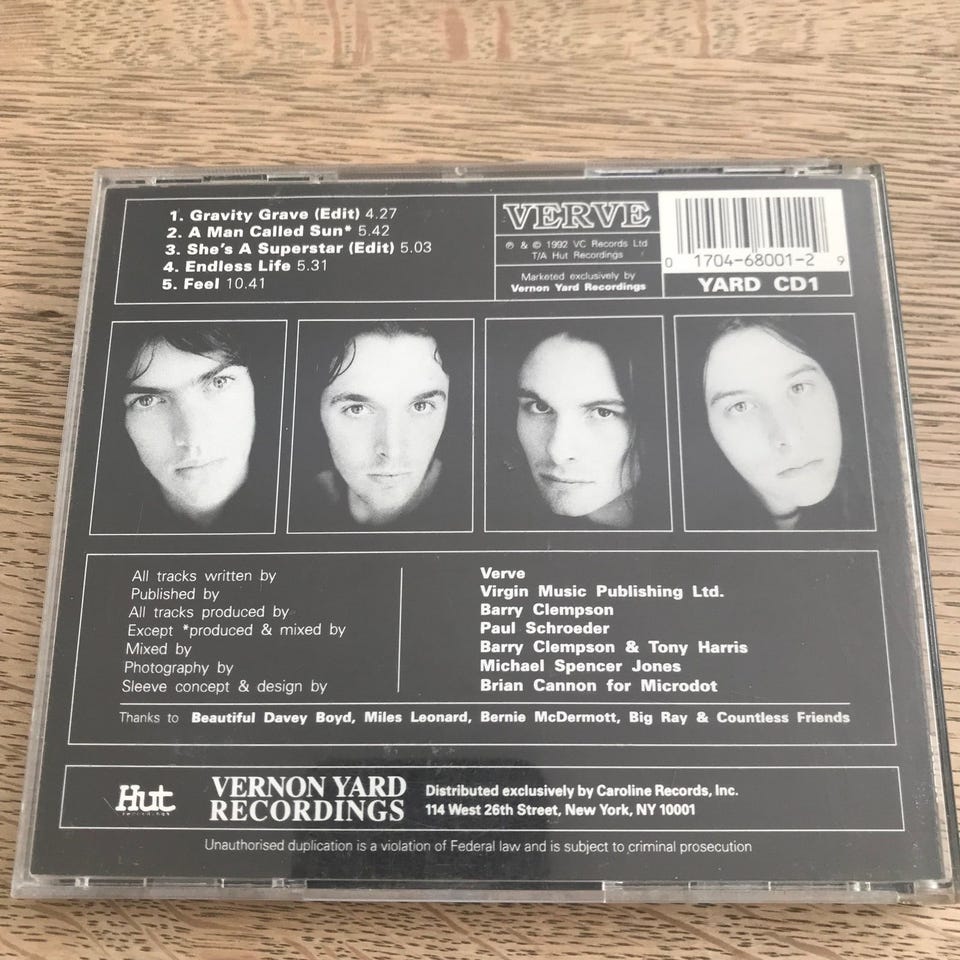 1. Gravity Grave (Edit) 4.27
2. A Man Called Sun* 5.42
3. She's A Superstar (Edit) 5.03
4. Endless Life 5.31
5. Feel 10.41
VERVE
℗ & © 1992 VC Records Ltd
T/A Hut Recordings
Marketed exclusively by
Vernon Yard Recordings
0 1704-68001-2 9
YARD CD1
All tracks written by Verve
Published by Virgin Music Publishing Ltd.
All tracks produced by Barry Clempson
Except *produced & mixed by Paul Schroeder
Mixed by Barry Clempson & Tony Harris
Photography by Michael Spencer Jones
Sleeve concept & design by Brian Cannon for Microdot
Thanks to Beautiful Davey Boyd, Miles Leonard, Bernie McDermott, Big Ray & Countless Friends
Hut
recordings
VERNON YARD
RECORDINGS
Distributed exclusively by Caroline Records, Inc.
114 West 26th Street, New York, NY 10001
Unauthorised duplication is a violation of Federal law and is subject to criminal prosecution